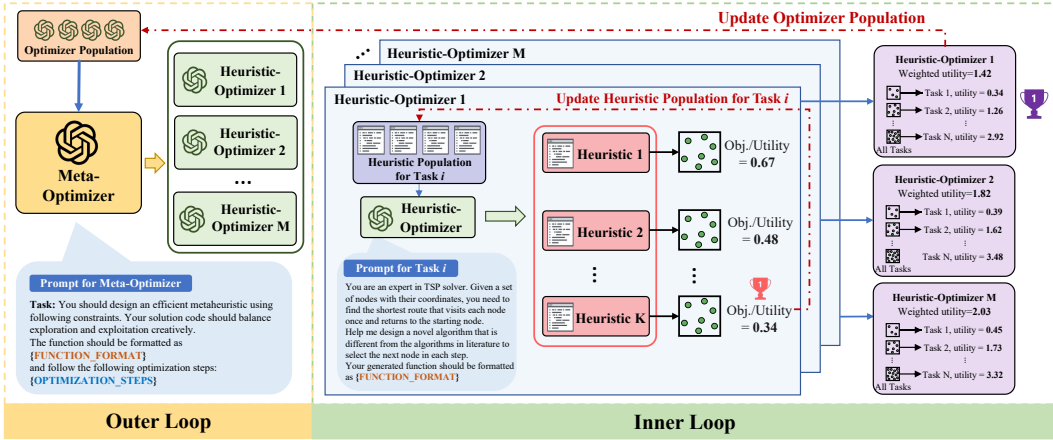 Update Optimizer Population
Optimizer Population
Meta-
Optimizer
Heuristic-
Optimizer 1
Heuristic-
Optimizer 2
...
Heuristic-
Optimizer M
Prompt for Meta-Optimizer
Task: You should design an efficient metaheuristic using
following constraints. Your solution code should balance
exploration and exploitation creatively.
The function should be formatted as
{FUNCTION_FORMAT}
and follow the following optimization steps:
{OPTIMIZATION_STEPS}
Outer Loop
Heuristic-Optimizer M
Heuristic-Optimizer 2
Heuristic-Optimizer 1
Update Heuristic Population for Task i
Heuristic Population
for Task i
Heuristic-
Optimizer
Prompt for Task i
You are an expert in TSP solver. Given a set
of nodes with their coordinates, you need to
find the shortest route that visits each node
once and returns to the starting node.
Help me design a novel algorithm that is
different from the algorithms in literature to
select the next node in each step.
Your generated function should be formatted
as {FUNCTION_FORMAT}.
Heuristic 1
Obj./Utility
= 0.67
Heuristic 2
Obj./Utility
= 0.48
Heuristic K
Obj./Utility
= 0.34
Heuristic-Optimizer 1
Weighted utility=1.42
Task 1, utility = 0.34
Task 2, utility = 1.26
Task N, utility = 2.92
All Tasks
1
Heuristic-Optimizer 2
Weighted utility=1.82
Task 1, utility = 0.39
Task 2, utility = 1.62
Task N, utility = 3.48
All Tasks
Heuristic-Optimizer M
Weighted utility=2.03
Task 1, utility = 0.45
Task 2, utility = 1.73
Task N, utility = 3.32
All Tasks
Inner Loop